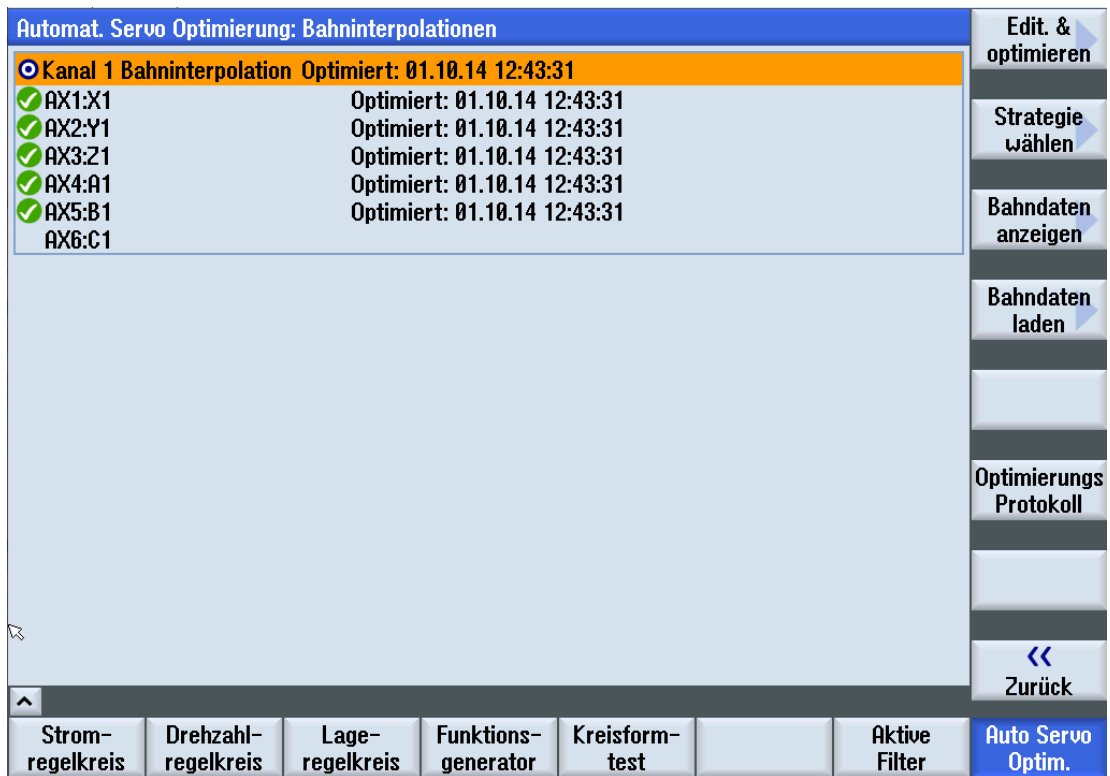 Automat. Servo Optimierung: Bahninterpolationen
Kanal 1 Bahninterpolation Optimiert: 01.10.14 12:43:31
AX1:X1 Optimiert: 01.10.14 12:43:31
AX2:Y1 Optimiert: 01.10.14 12:43:31
AX3:Z1 Optimiert: 01.10.14 12:43:31
AX4:A1 Optimiert: 01.10.14 12:43:31
AX5:B1 Optimiert: 01.10.14 12:43:31
AX6:C1
Edit. &
optimieren
Strategie
wählen
Bahndaten
anzeigen
Bahndaten
laden
Optimierungs
Protokoll
«
Zurück
Strom-
regelkreis
Drehzahl-
regelkreis
Lage-
regelkreis
Funktions-
generator
Kreisform-
test
Aktive
Filter
Auto Servo
Optim.